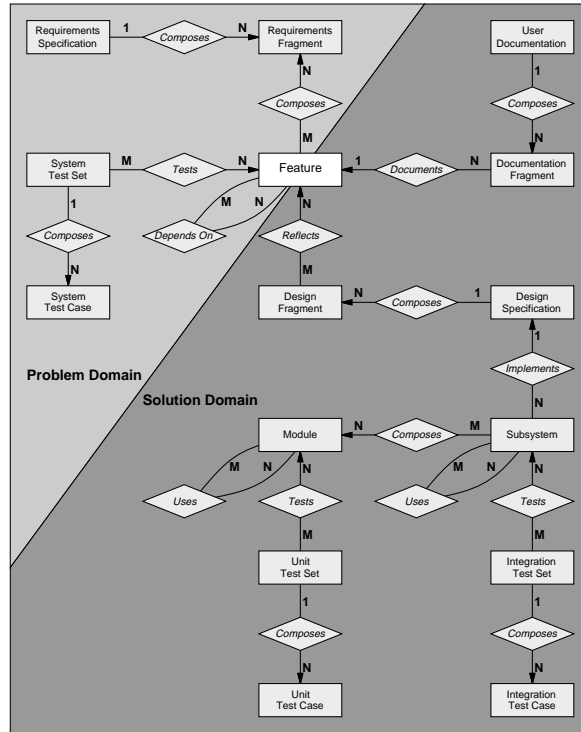 Requirements
Specification
1
Composes
N
Requirements
Fragment
User
Documentation
N
Composes
M
1
Composes
N
System
Test Set
M
Tests
N
Feature
1
Documents
N
Documentation
Fragment
1
Composes
N
System
Test Case
M
N
Depends On
N
Reflects
M
Design
Fragment
N
Composes
1
Design
Specification
1
Implements
N
Problem Domain
Solution Domain
Module
N
Composes
M
Subsystem
M
N
Uses
N
Tests
M
M
N
Uses
N
Tests
M
Unit
Test Set
Integration
Test Set
1
Composes
N
1
Composes
N
Unit
Test Case
Integration
Test Case